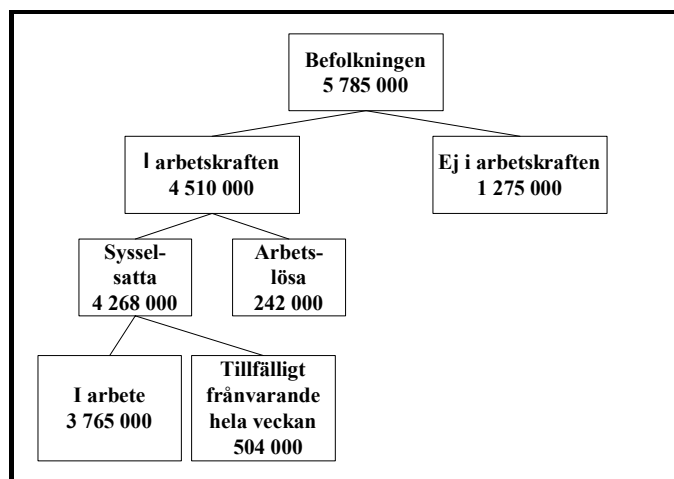 Befolkningen
5 785 000
I arbetskraften
4 510 000
Ej i arbetskraften
1 275 000
Syssel-
satta
4 268 000
Arbets-
lösa
242 000
I arbete
3 765 000
Tillfälligt
frånvarande
hela veckan
504 000